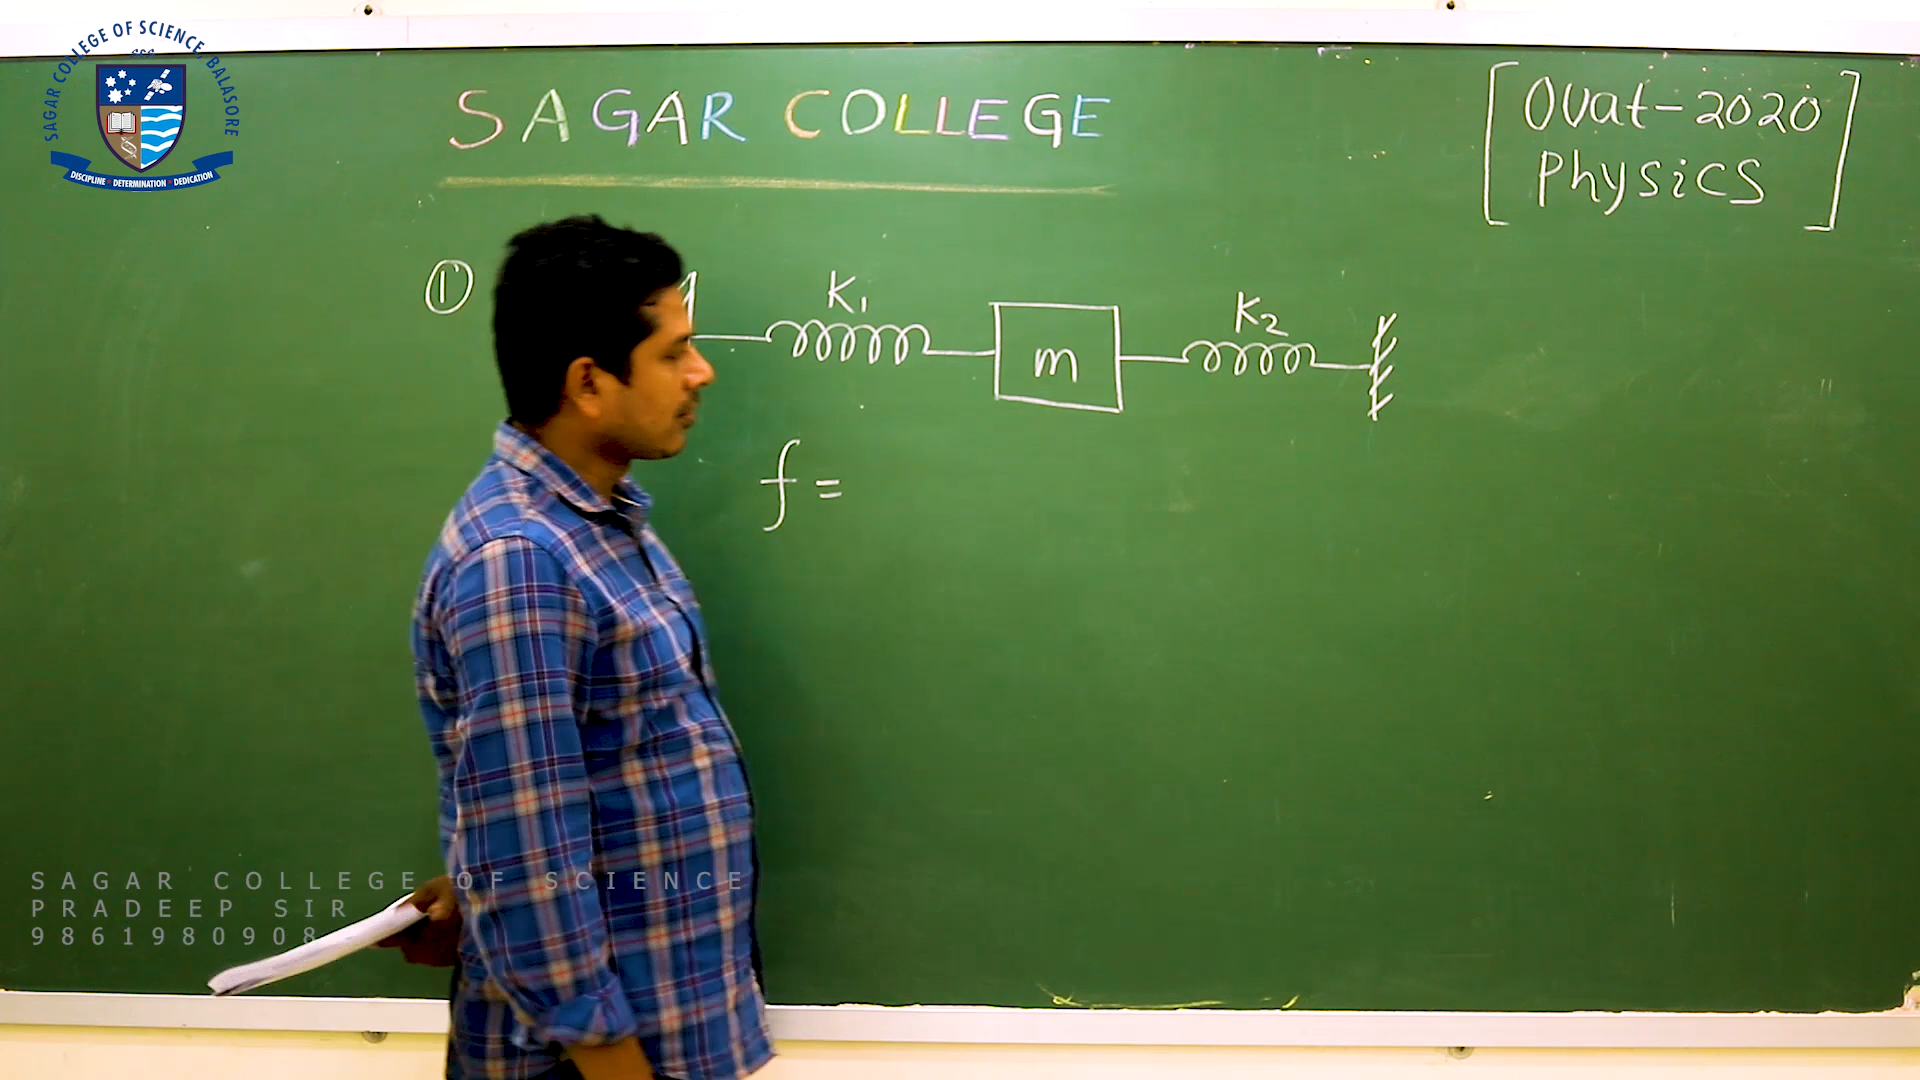 SAGAR COLLEGE OF SCIENCE, BALASORE
DISCIPLINE • DETERMINATION • DEDICATION
SAGAR COLLEGE
OUat-2020
Physics
1
K1
K2
m
f =
SAGAR COLLEGE OF SCIENCE
PRADEEP SIR
9861980908